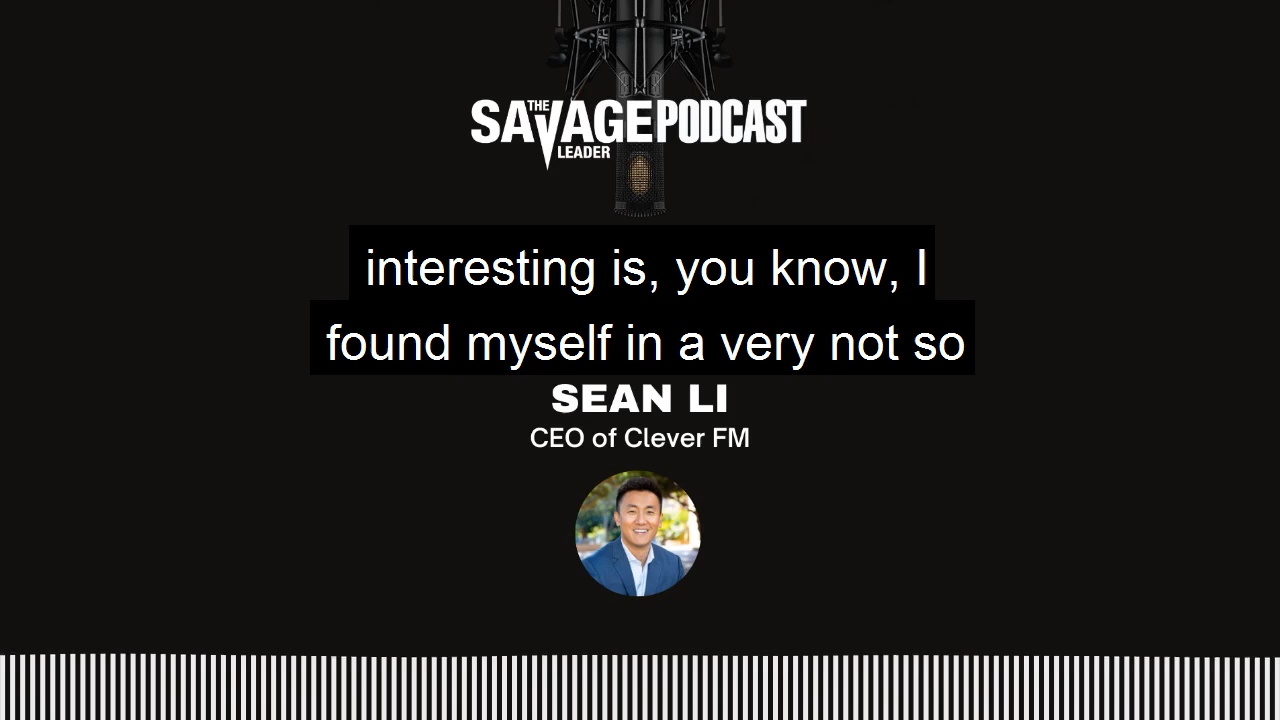 THE SAVAGE PODCAST
LEADER
interesting is, you know, I
found myself in a very not so
SEAN LI
CEO of Clever FM